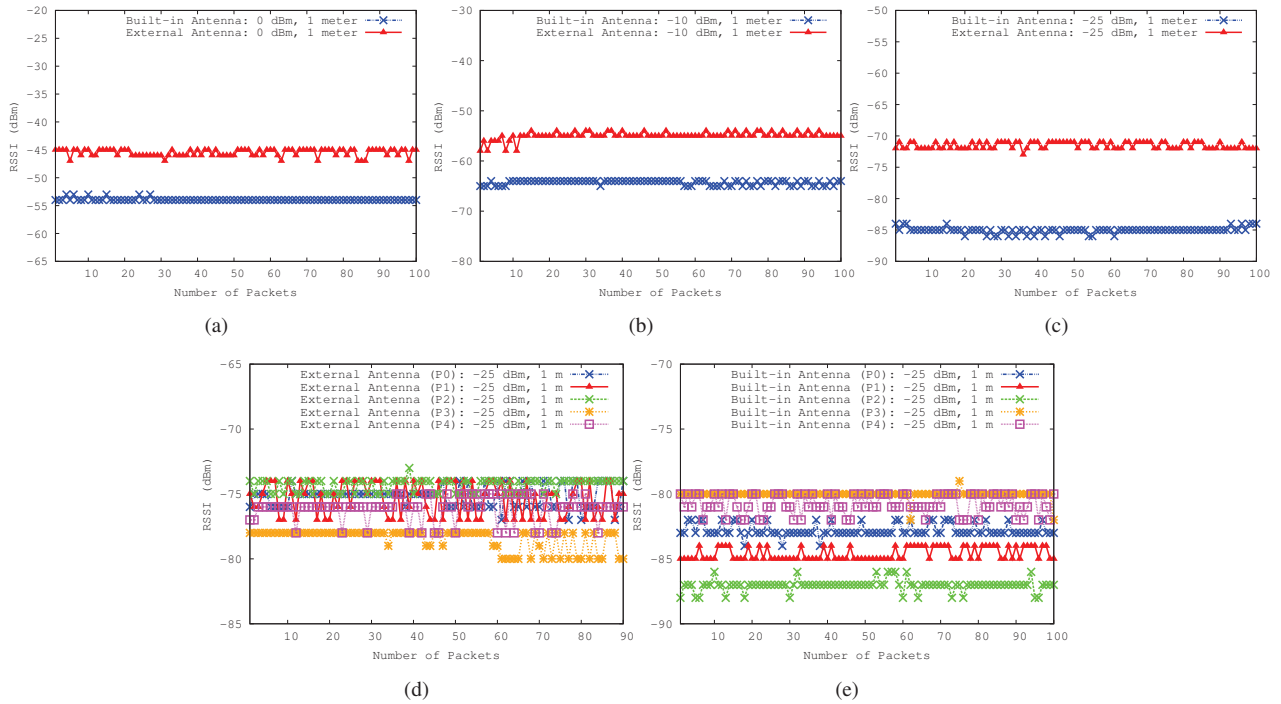 Built-in Antenna: 0 dBm, 1 meter
External Antenna: 0 dBm, 1 meter
-20
-25
-30
-35
-40
-45
-50
-55
-60
-65
RSSI (dBm)
10 20 30 40 50 60 70 80 90 100
Number of Packets
(a)
Built-in Antenna: -10 dBm, 1 meter
External Antenna: -10 dBm, 1 meter
-30
-40
-50
-60
-70
-80
RSSI (dBm)
10 20 30 40 50 60 70 80 90 100
Number of Packets
(b)
Built-in Antenna: -25 dBm, 1 meter
External Antenna: -25 dBm, 1 meter
-50
-55
-60
-65
-70
-75
-80
-85
-90
RSSI (dBm)
10 20 30 40 50 60 70 80 90 100
Number of Packets
(c)
External Antenna (P0): -25 dBm, 1 m
External Antenna (P1): -25 dBm, 1 m
External Antenna (P2): -25 dBm, 1 m
External Antenna (P3): -25 dBm, 1 m
External Antenna (P4): -25 dBm, 1 m
-65
-70
-75
-80
-85
RSSI (dBm)
10 20 30 40 50 60 70 80 90
Number of Packets
(d)
Built-in Antenna (P0): -25 dBm, 1 m
Built-in Antenna (P1): -25 dBm, 1 m
Built-in Antenna (P2): -25 dBm, 1 m
Built-in Antenna (P3): -25 dBm, 1 m
Built-in Antenna (P4): -25 dBm, 1 m
-70
-75
-80
-85
-90
RSSI (dBm)
10 20 30 40 50 60 70 80 90 100
Number of Packets
(e)